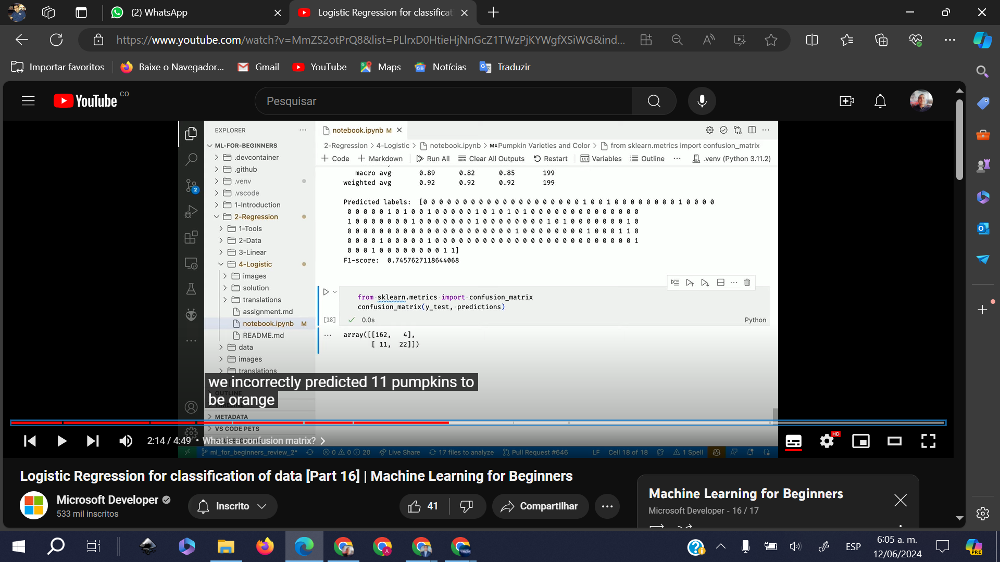 (2) WhatsApp
Logistic Regression for classificati
https://www.youtube.com/watch?v=MmZS2otPrQ8&list=PLlrxD0HtieHjNnGcZ1TWzPjKYWgfXSiWG&ind...
Importar favoritos
Baixe o Navegador...
Gmail
YouTube
Maps
Notícias
Traduzir
YouTube CO
Pesquisar
EXPLORER
ML-FOR-BEGINNERS
.devcontainer
.github
.venv
.vscode
1-Introduction
2-Regression
1-Tools
2-Data
3-Linear
4-Logistic
images
solution
translations
assignment.md
notebook.ipynb M
README.md
data
images
translations
OUTLINE
TIMELINE
METADATA
VS CODE PETS
2
notebook.ipynb M
2-Regression > 4-Logistic > notebook.ipynb > M↓Pumpkin Varieties and Color > from sklearn.metrics import confusion_matrix
+ Code + Markdown Run All Clear All Outputs Restart Variables Outline ... .venv (Python 3.11.2)
macro avg 0.89 0.82 0.85 199
weighted avg 0.92 0.92 0.92 199
Predicted labels: [0 0 0 0 0 0 0 0 0 0 0 0 0 0 0 0 0 0 0 0 1 0 0 1 0 0 0 0 0 0 0 0 1 0 0 0 0
0 0 0 0 0 1 0 1 0 0 1 0 0 0 0 0 1 0 1 0 1 0 1 0 0 0 0 0 0 0 0 0 0 0 0 0 0
1 0 0 0 0 0 0 0 1 0 0 0 0 0 0 0 1 0 0 0 0 0 0 0 0 1 0 1 0 0 0 0 0 0 0 1 0
0 0 0 0 0 0 0 0 0 0 0 0 0 0 0 0 0 0 0 0 0 1 0 0 0 0 0 0 0 0 1 0 0 0 1 1 0
0 0 0 0 1 0 0 0 0 0 1 0 0 0 0 0 0 0 0 0 0 0 0 0 0 0 0 0 0 0 0 0 0 0 0 0 1
0 0 0 1 0 0 0 0 0 0 0 0 1 1]
F1-score: 0.7457627118644068
from sklearn.metrics import confusion_matrix
confusion_matrix(y_test, predictions)
[18] 0.0s Python
array([[162, 4],
[ 11, 22]])
we incorrectly predicted 11 pumpkins to
be orange
2:14 / 4:49 • What is a confusion matrix?
HD
ml_for_beginners_review_2* 0 0 20 Live Share 17 files to analyze Pull Request #646 LF Cell 18 of 18 1 Spell
Logistic Regression for classification of data [Part 16] | Machine Learning for Beginners
Microsoft Developer
533 mil inscritos
Inscrito
41
Compartilhar
Machine Learning for Beginners
Microsoft Developer - 16 / 17
ESP
6:05 a. m.
12/06/2024
PRE